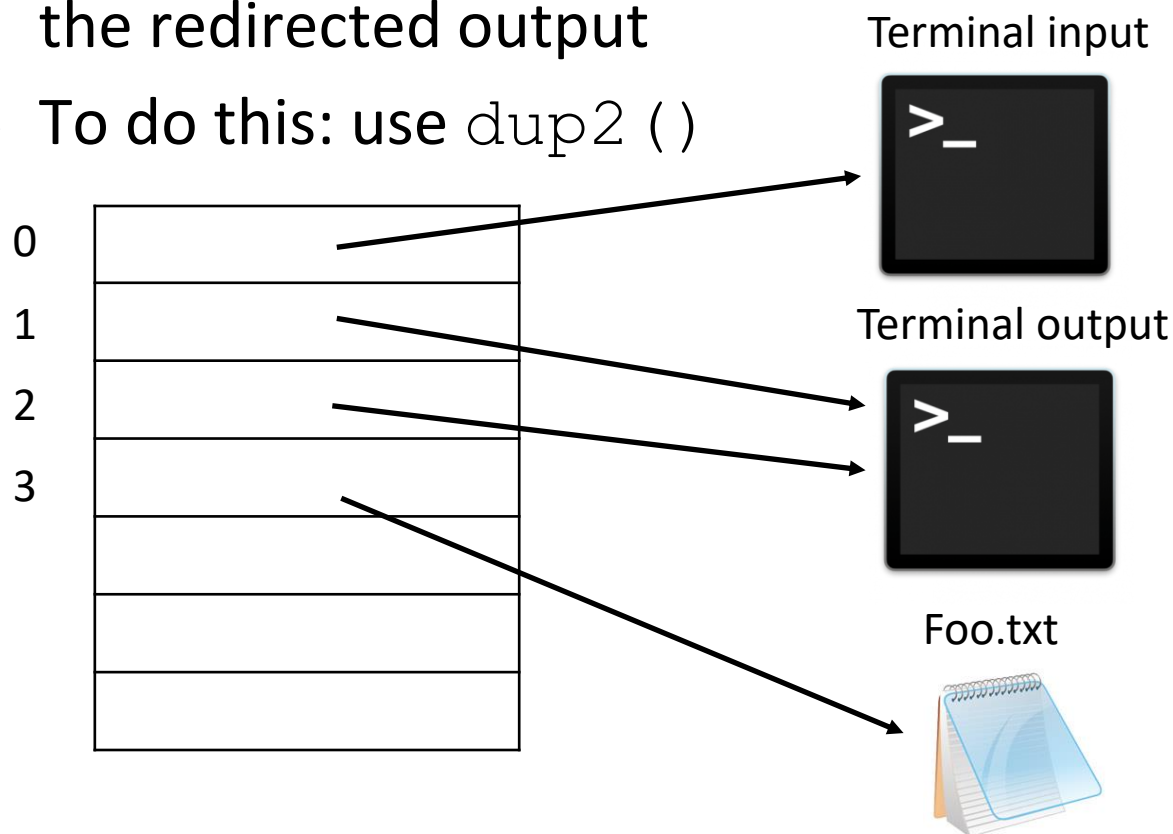 the redirected output
To do this: use dup2()
Terminal input
>_
0
1
2
3
Terminal output
>_
Foo.txt